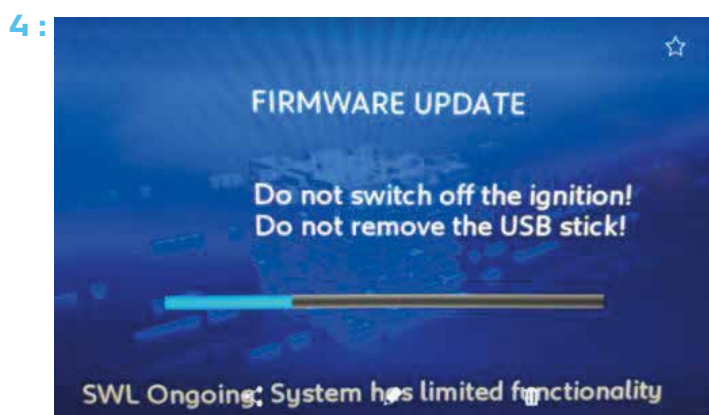 4 :
FIRMWARE UPDATE
Do not switch off the ignition!
Do not remove the USB stick!
SWL Ongoing: System has limited functionality